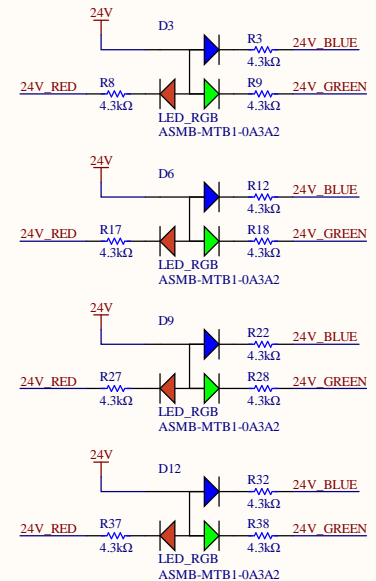 24V
D3
R3
24V_BLUE
4.3kΩ
24V_RED
R8
R9
24V_GREEN
4.3kΩ
4.3kΩ
LED_RGB
ASMB-MTB1-0A3A2
24V
D6
R12
24V_BLUE
4.3kΩ
24V_RED
R17
R18
24V_GREEN
4.3kΩ
4.3kΩ
LED_RGB
ASMB-MTB1-0A3A2
24V
D9
R22
24V_BLUE
4.3kΩ
24V_RED
R27
R28
24V_GREEN
4.3kΩ
4.3kΩ
LED_RGB
ASMB-MTB1-0A3A2
24V
D12
R32
24V_BLUE
4.3kΩ
24V_RED
R37
R38
24V_GREEN
4.3kΩ
4.3kΩ
LED_RGB
ASMB-MTB1-0A3A2